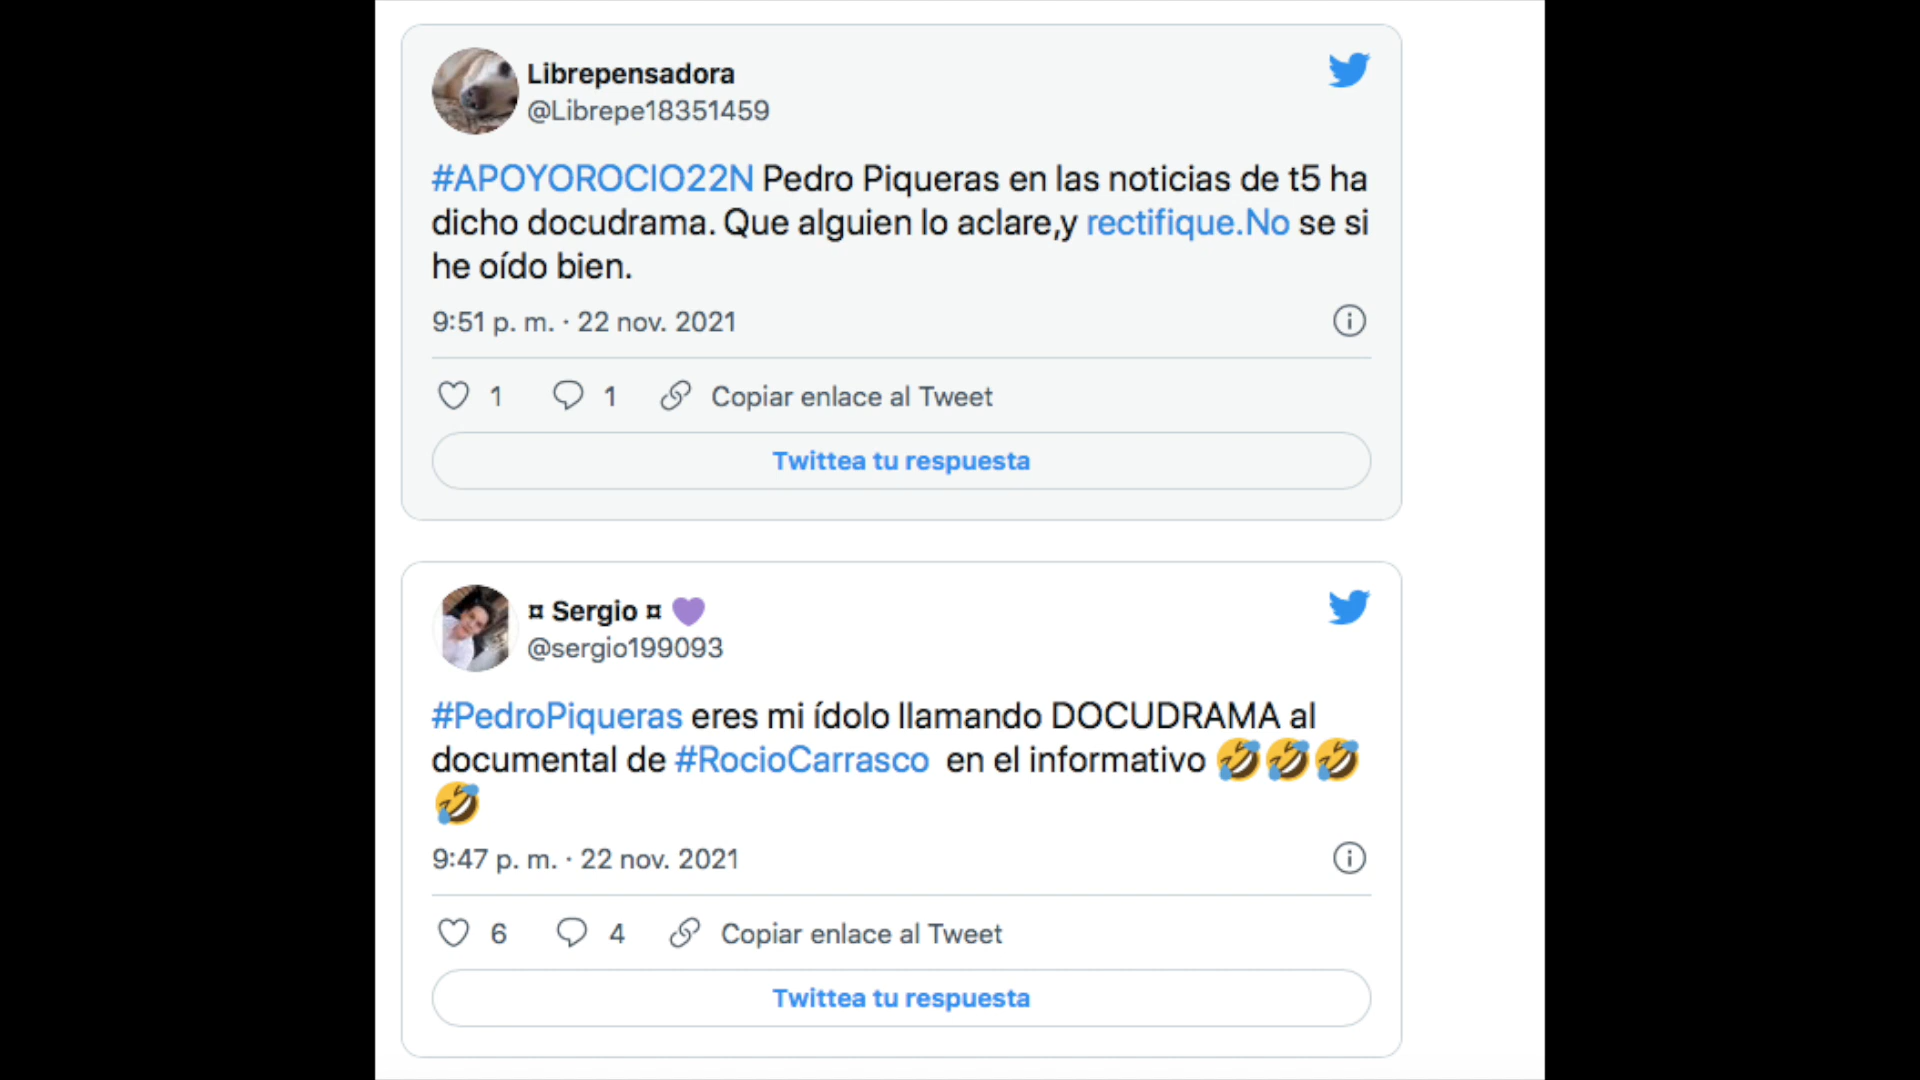 Librepensadora
@Librepe18351459
#APOYOROCIO22N Pedro Piqueras en las noticias de t5 ha
dicho docudrama. Que alguien lo aclare,y rectifique.No se si
he oído bien.
9:51 p. m. · 22 nov. 2021
1 1 Copiar enlace al Tweet
Twittea tu respuesta
¤ Sergio ¤ 💜
@sergio199093
#PedroPiqueras eres mi ídolo llamando DOCUDRAMA al
documental de #RocioCarrasco en el informativo 🤣🤣🤣
🤣
9:47 p. m. · 22 nov. 2021
6 4 Copiar enlace al Tweet
Twittea tu respuesta